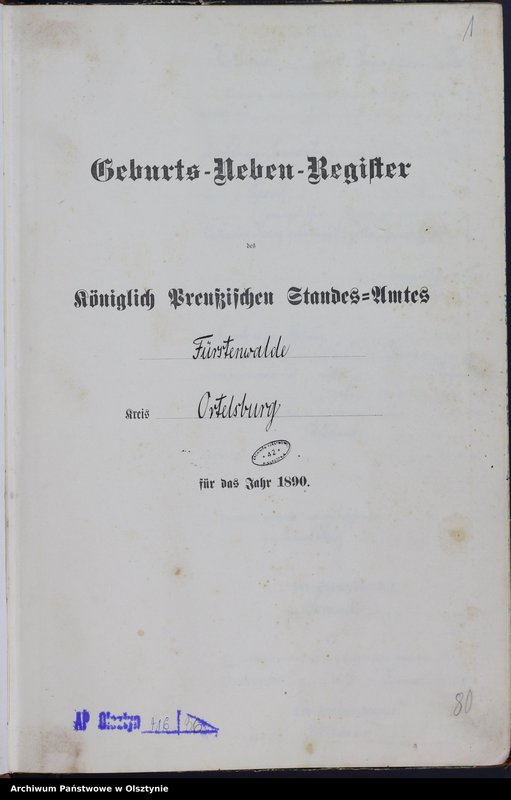 1
Geburts-Neben-Register
des
Königlich Preußischen Standes=Amtes
Fürstenwalde
Kreis Ortelsburg
für das Jahr 1890.
80
AP Olsztyn
Archiwum Państwowe w Olsztynie